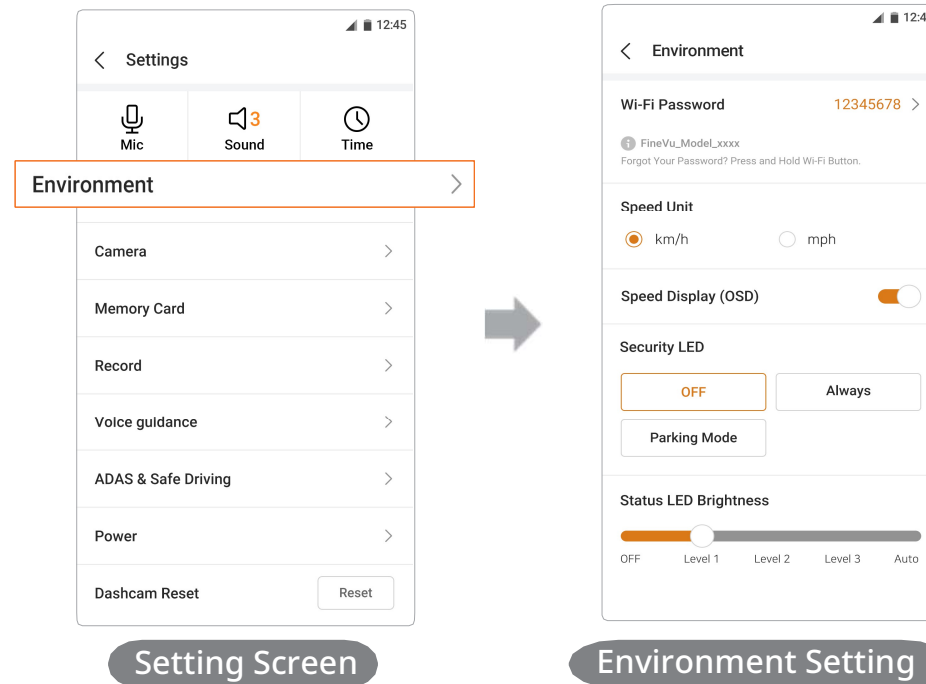 12:45
Settings
3
Mic Sound Time
Environment
Camera
Memory Card
Record
Voice guidance
ADAS & Safe Driving
Power
Dashcam Reset Reset
Setting Screen
12:4
Environment
Wi-Fi Password 12345678
FineVu_Model_xxxx
Forgot Your Password? Press and Hold Wi-Fi Button.
Speed Unit
km/h mph
Speed Display (OSD)
Security LED
OFF Always
Parking Mode
Status LED Brightness
OFF Level 1 Level 2 Level 3 Auto
Environment Setting